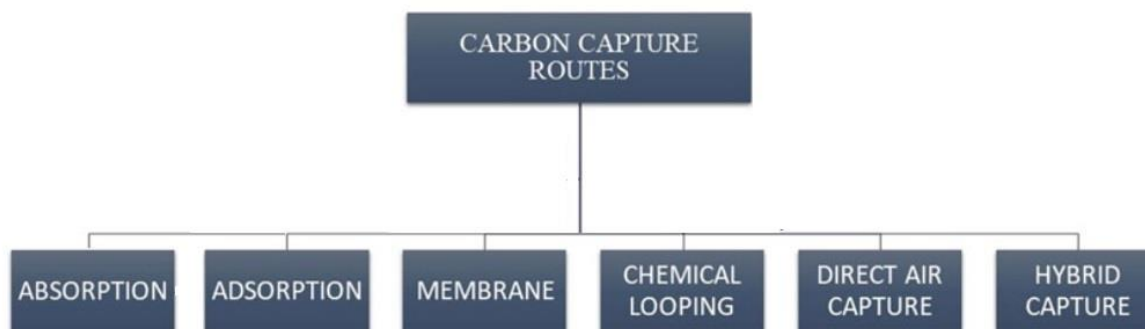 CARBON CAPTURE
ROUTES
ABSORPTION
ADSORPTION
MEMBRANE
CHEMICAL
LOOPING
DIRECT AIR
CAPTURE
HYBRID
CAPTURE